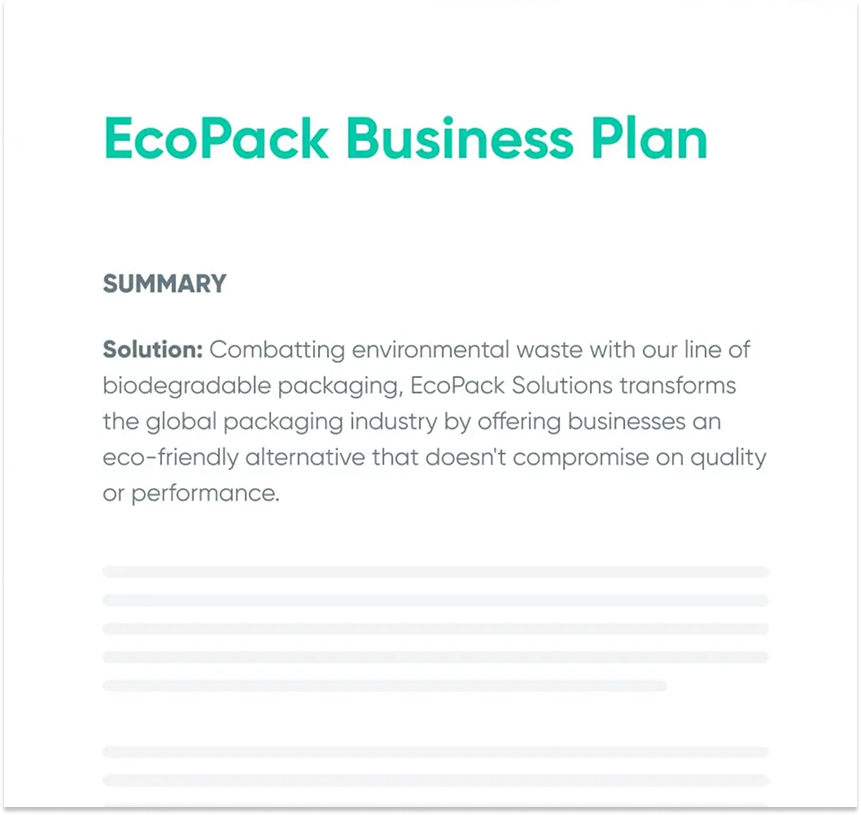 EcoPack Business Plan
SUMMARY
Solution: Combatting environmental waste with our line of
biodegradable packaging, EcoPack Solutions transforms
the global packaging industry by offering businesses an
eco-friendly alternative that doesn't compromise on quality
or performance.